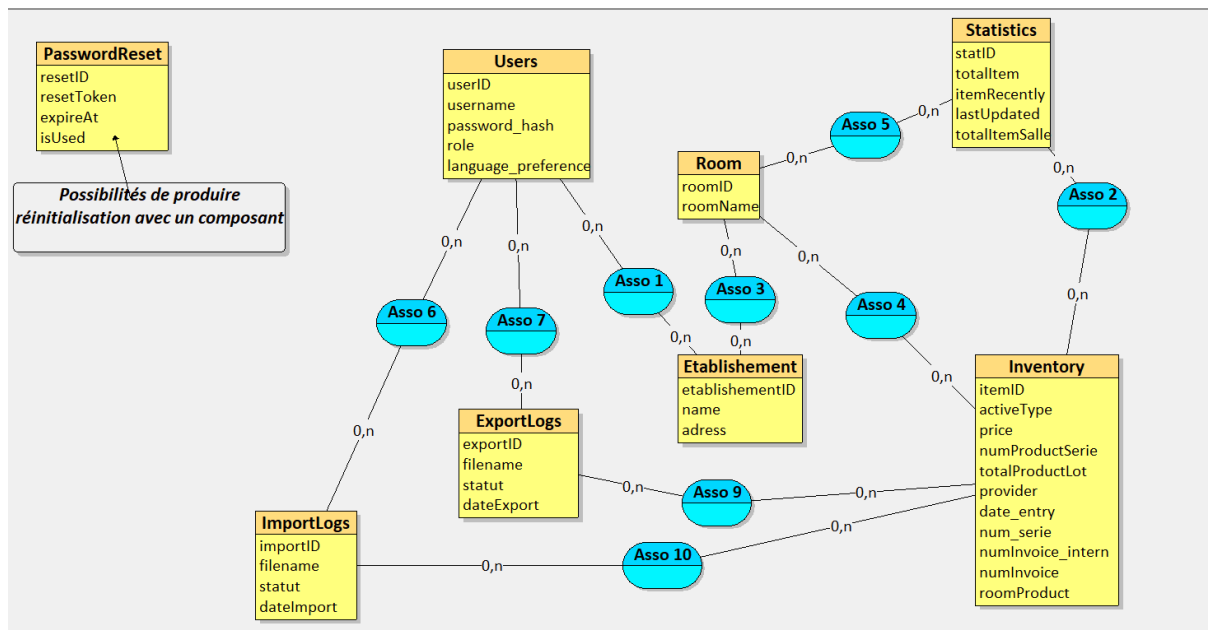 PasswordReset
resetID
resetToken
expireAt
isUsed
Possibilités de produire
réinitialisation avec un composant
Users
userID
username
password_hash
role
language_preference
Statistics
statID
totalItem
itemRecently
lastUpdated
totalItemSalle
0,n
Asso 5
0,n
Room
roomID
roomName
0,n
Asso 2
0,n
0,n
Asso 6
0,n
0,n
Asso 7
0,n
0,n
Asso 1
0,n
0,n
Asso 3
0,n
0,n
Asso 4
0,n
Etablishement
etablishementID
name
adress
Inventory
itemID
activeType
price
numProductSerie
totalProductLot
provider
date_entry
num_serie
numInvoice_intern
numInvoice
roomProduct
ExportLogs
exportID
filename
statut
dateExport
0,n
Asso 9
0,n
ImportLogs
importID
filename
statut
dateImport
0,n
Asso 10
0,n